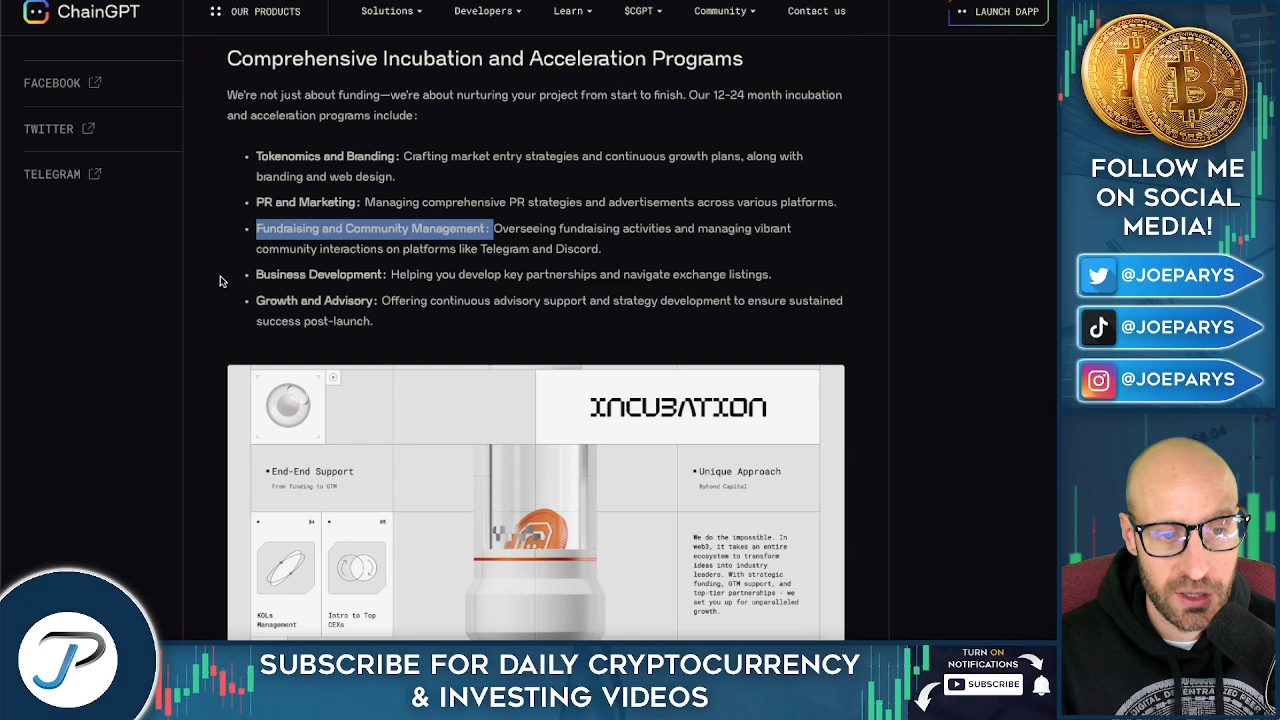 ChainGPT
OUR PRODUCTS
Solutions
Developers
Learn
$CGPT
Community
Contact us
LAUNCH DAPP
FACEBOOK
TWITTER
TELEGRAM
Comprehensive Incubation and Acceleration Programs
We're not just about funding—we're about nurturing your project from start to finish. Our 12-24 month incubation
and acceleration programs include:
• Tokenomics and Branding: Crafting market entry strategies and continuous growth plans, along with
branding and web design.
• PR and Marketing: Managing comprehensive PR strategies and advertisements across various platforms.
• Fundraising and Community Management: Overseeing fundraising activities and managing vibrant
community interactions on platforms like Telegram and Discord.
• Business Development: Helping you develop key partnerships and navigate exchange listings.
• Growth and Advisory: Offering continuous advisory support and strategy development to ensure sustained
success post-launch.
INCUBATION
End-End Support
From funding to GTM
Unique Approach
Byhond Capital
04
05
KOLs
Management
Intro to Top
CEXs
We do the impossible. In
web3, it takes an entire
ecosystem to transform
ideas into industry
leaders. With strategic
funding, GTM support, and
top-tier partnerships - we
set you up for unparalleled
growth.
FOLLOW ME
ON SOCIAL
MEDIA!
@JOEPARYS
@JOEPARYS
@JOEPARYS
JP
SUBSCRIBE FOR DAILY CRYPTOCURRENCY
& INVESTING VIDEOS
TURN ON
NOTIFICATIONS
SUBSCRIBE